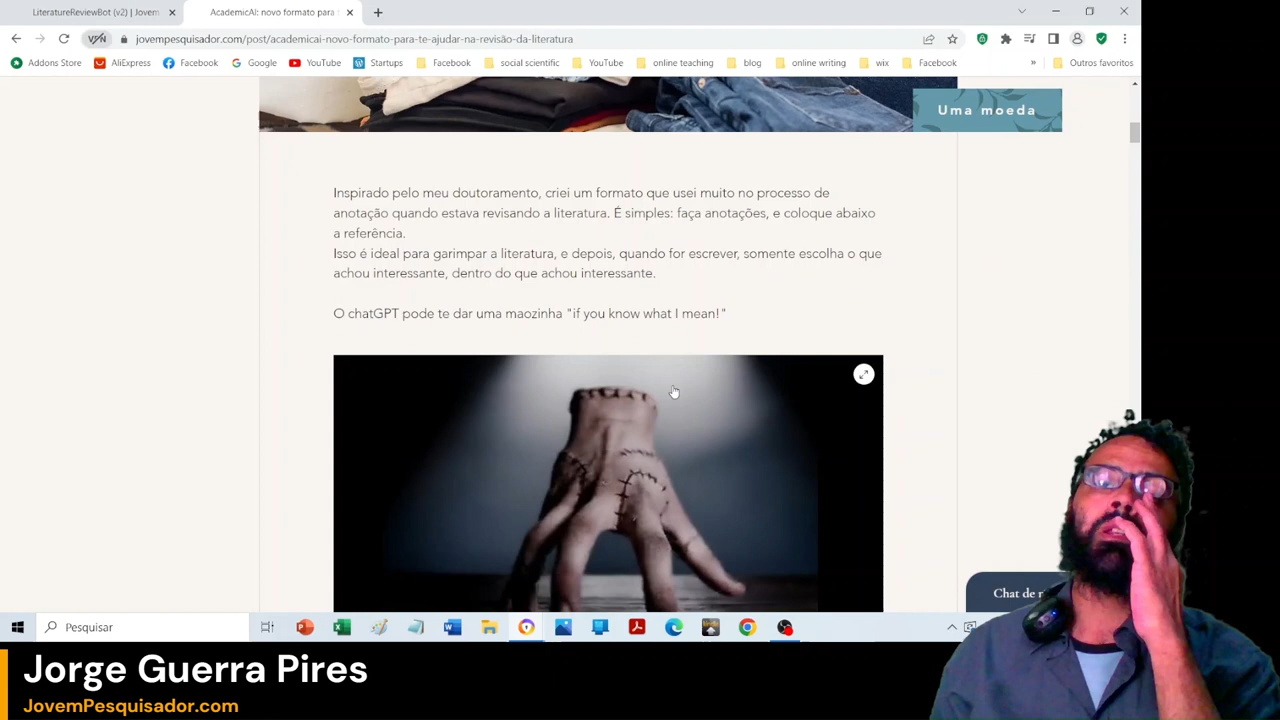 LiteratureReviewBot (v2) | Jovem
AcademicAI: novo formato para
VPN
jovempesquisador.com/post/academicai-novo-formato-para-te-ajudar-na-revisão-da-literatura
Addons Store
AliExpress
Facebook
Google
YouTube
Startups
Facebook
social scientific
YouTube
online teaching
blog
online writing
wix
Facebook
»
Outros favoritos
Uma moeda
Inspirado pelo meu doutoramento, criei um formato que usei muito no processo de
anotação quando estava revisando a literatura. É simples: faça anotações, e coloque abaixo
a referência.
Isso é ideal para garimpar a literatura, e depois, quando for escrever, somente escolha o que
achou interessante, dentro do que achou interessante.
O chatGPT pode te dar uma maozinha "if you know what I mean!"
Chat de
Pesquisar
Jorge Guerra Pires
JovemPesquisador.com